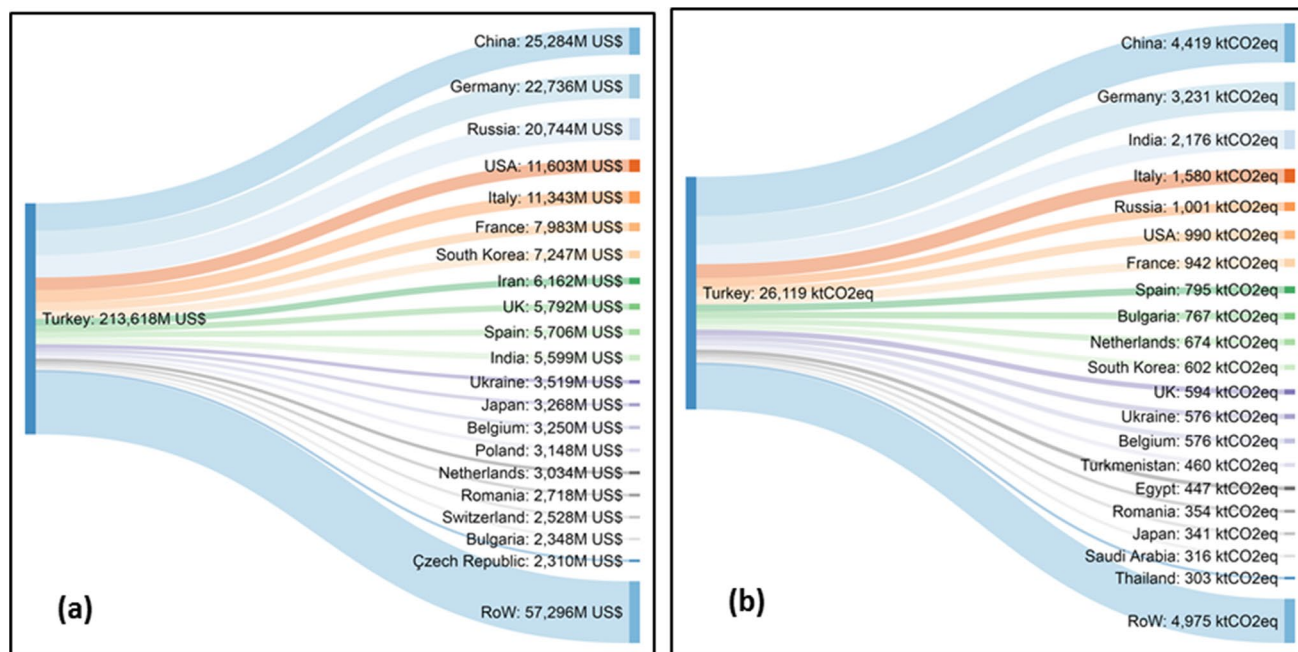 China: 25,284M US$
Germany: 22,736M US$
Russia: 20,744M US$
USA: 11,603M US$
Italy: 11,343M US$
France: 7,983M US$
South Korea: 7,247M US$
Iran: 6,162M US$
UK: 5,792M US$
Turkey: 213,618M US$
Spain: 5,706M US$
India: 5,599M US$
Ukraine: 3,519M US$
Japan: 3,268M US$
Belgium: 3,250M US$
Poland: 3,148M US$
Netherlands: 3,034M US$
Romania: 2,718M US$
Switzerland: 2,528M US$
Bulgaria: 2,348M US$
Çzech Republic: 2,310M US$
RoW: 57,296M US$
(a)
China: 4,419 ktCO2eq
Germany: 3,231 ktCO2eq
India: 2,176 ktCO2eq
Italy: 1,580 ktCO2eq
Russia: 1,001 ktCO2eq
USA: 990 ktCO2eq
France: 942 ktCO2eq
Spain: 795 ktCO2eq
Turkey: 26,119 ktCO2eq
Bulgaria: 767 ktCO2eq
Netherlands: 674 ktCO2eq
South Korea: 602 ktCO2eq
UK: 594 ktCO2eq
Ukraine: 576 ktCO2eq
Belgium: 576 ktCO2eq
Turkmenistan: 460 ktCO2eq
Egypt: 447 ktCO2eq
Romania: 354 ktCO2eq
Japan: 341 ktCO2eq
Saudi Arabia: 316 ktCO2eq
Thailand: 303 ktCO2eq
RoW: 4,975 ktCO2eq
(b)